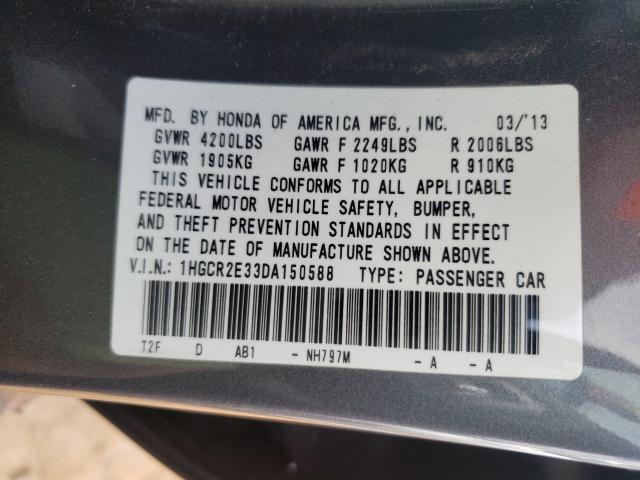 MFD. BY HONDA OF AMERICA MFG., INC. 03/'13
GVWR 4200LBS GAWR F 2249LBS R 2006LBS
GVWR 1905KG GAWR F 1020KG R 910KG
THIS VEHICLE CONFORMS TO ALL APPLICABLE
FEDERAL MOTOR VEHICLE SAFETY, BUMPER,
AND THEFT PREVENTION STANDARDS IN EFFECT
ON THE DATE OF MANUFACTURE SHOWN ABOVE.
V.I.N.: 1HGCR2E33DA150588 TYPE: PASSENGER CAR
T2F D AB1 - NH797M - A - A